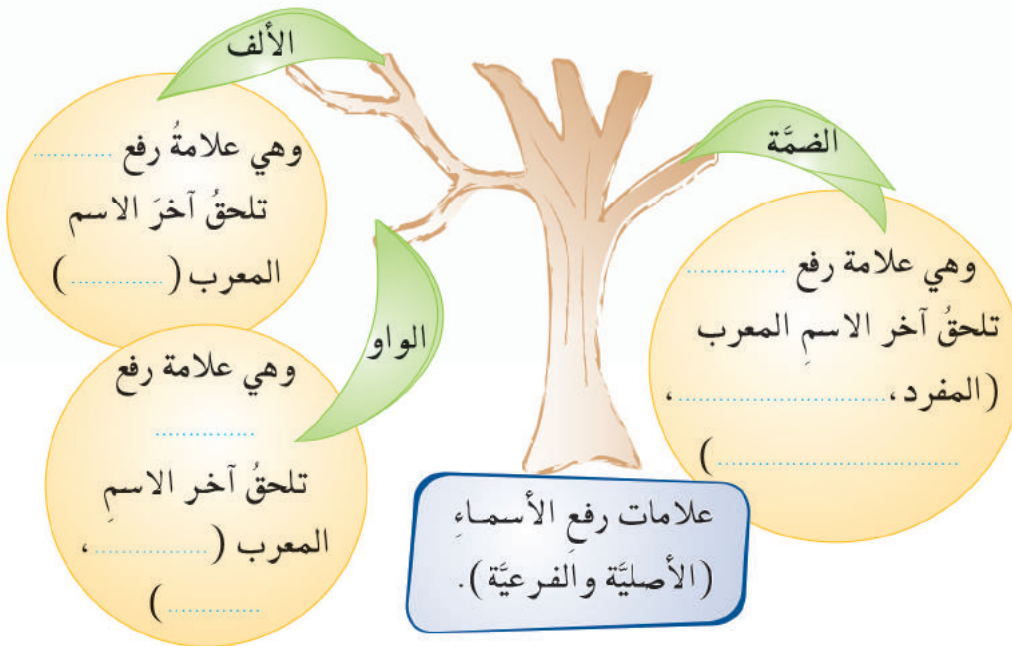 الضمَّة
وهي علامة رفع ............
تلحقُ آخر الاسمِ المعرب
(المفرد، .........................،
..............................)
الألف
وهي علامةُ رفع ..........
تلحقُ آخرَ الاسم
المعرب (............)
الواو
وهي علامة رفع
.............
تلحقُ آخر الاسمِ
المعرب (...............،
............)
علامات رفعِ الأسماءِ
(الأصليَّة والفرعيَّة).